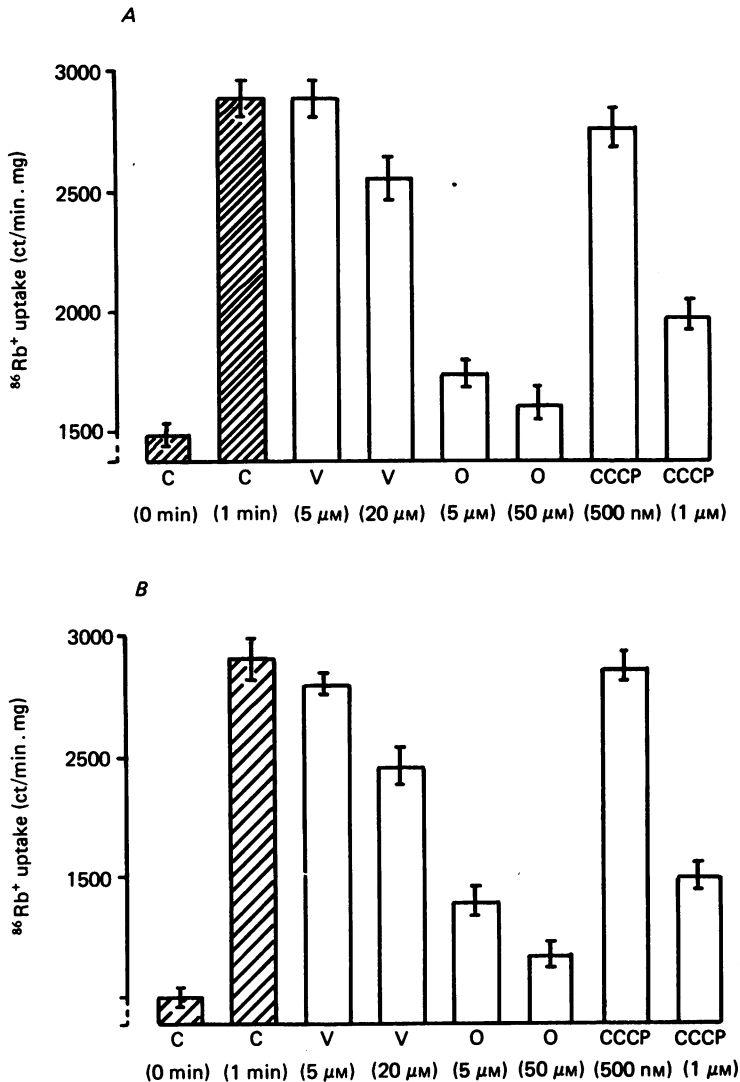 A
⁸⁶Rb⁺ uptake (ct/min . mg)
3000
2500
2000
1500
C C V V O O CCCP CCCP
(0 min) (1 min) (5 μM) (20 μM) (5 μM) (50 μM) (500 nM) (1 μM)
B
⁸⁶Rb⁺ uptake (ct/min . mg)
3000
2500
1500
C C V V O O CCCP CCCP
(0 min) (1 min) (5 μM) (20 μM) (5 μM) (50 μM) (500 nM) (1 μM)